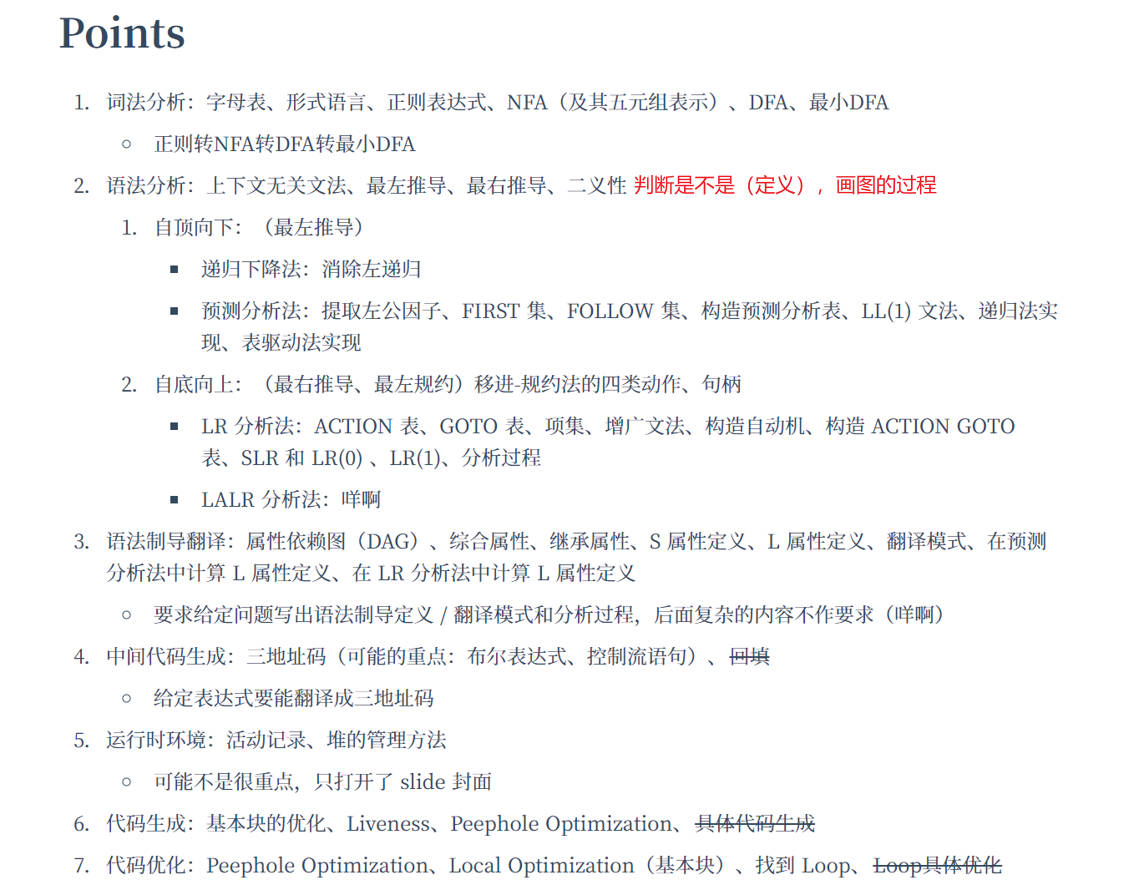 Points
1. 词法分析：字母表、形式语言、正则表达式、NFA（及其五元组表示）、DFA、最小DFA
○ 正则转NFA转DFA转最小DFA
2. 语法分析：上下文无关文法、最左推导、最右推导、二义性 判断是不是（定义），画图的过程
1. 自顶向下：（最左推导）
▪ 递归下降法：消除左递归
▪ 预测分析法：提取左公因子、FIRST 集、FOLLOW 集、构造预测分析表、LL(1) 文法、递归法实
现、表驱动法实现
2. 自底向上：（最右推导、最左规约）移进-规约法的四类动作、句柄
▪ LR 分析法：ACTION 表、GOTO 表、项集、增广文法、构造自动机、构造 ACTION GOTO
表、SLR 和 LR(0) 、LR(1)、分析过程
▪ LALR 分析法：咩啊
3. 语法制导翻译：属性依赖图（DAG）、综合属性、继承属性、S 属性定义、L 属性定义、翻译模式、在预测
分析法中计算 L 属性定义、在 LR 分析法中计算 L 属性定义
○ 要求给定问题写出语法制导定义 / 翻译模式和分析过程，后面复杂的内容不作要求（咩啊）
4. 中间代码生成：三地址码（可能的重点：布尔表达式、控制流语句）、回填
○ 给定表达式要能翻译成三地址码
5. 运行时环境：活动记录、堆的管理方法
○ 可能不是很重点，只打开了 slide 封面
6. 代码生成：基本块的优化、Liveness、Peephole Optimization、具体代码生成
7. 代码优化：Peephole Optimization、Local Optimization（基本块）、找到 Loop、Loop具体优化